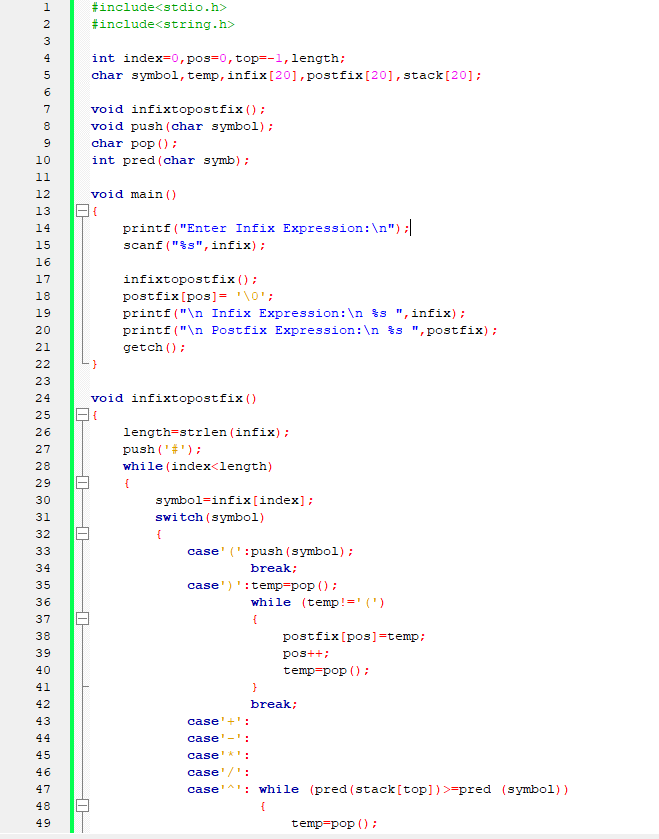 1 #include<stdio.h>
2 #include<string.h>
3
4 int index=0,pos=0,top=-1,length;
5 char symbol,temp,infix[20],postfix[20],stack[20];
6
7 void infixtopostfix();
8 void push(char symbol);
9 char pop();
10 int pred(char symb);
11
12 void main()
13 {
14 printf("Enter Infix Expression:\n");
15 scanf("%s",infix);
16
17 infixtopostfix();
18 postfix[pos]= '\0';
19 printf("\n Infix Expression:\n %s ",infix);
20 printf("\n Postfix Expression:\n %s ",postfix);
21 getch();
22 }
23
24 void infixtopostfix()
25 {
26 length=strlen(infix);
27 push('#');
28 while(index<length)
29 {
30 symbol=infix[index];
31 switch(symbol)
32 {
33 case'(':push(symbol);
34 break;
35 case')':temp=pop();
36 while (temp!='(')
37 {
38 postfix[pos]=temp;
39 pos++;
40 temp=pop();
41 }
42 break;
43 case'+':
44 case'-':
45 case'*':
46 case'/':
47 case'^': while (pred(stack[top])>=pred (symbol))
48 {
49 temp=pop();